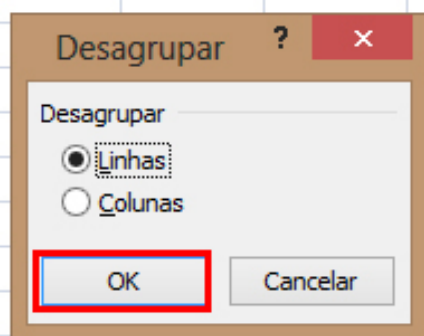 Desagrupar ? ×
Desagrupar
Linhas
Colunas
OK Cancelar